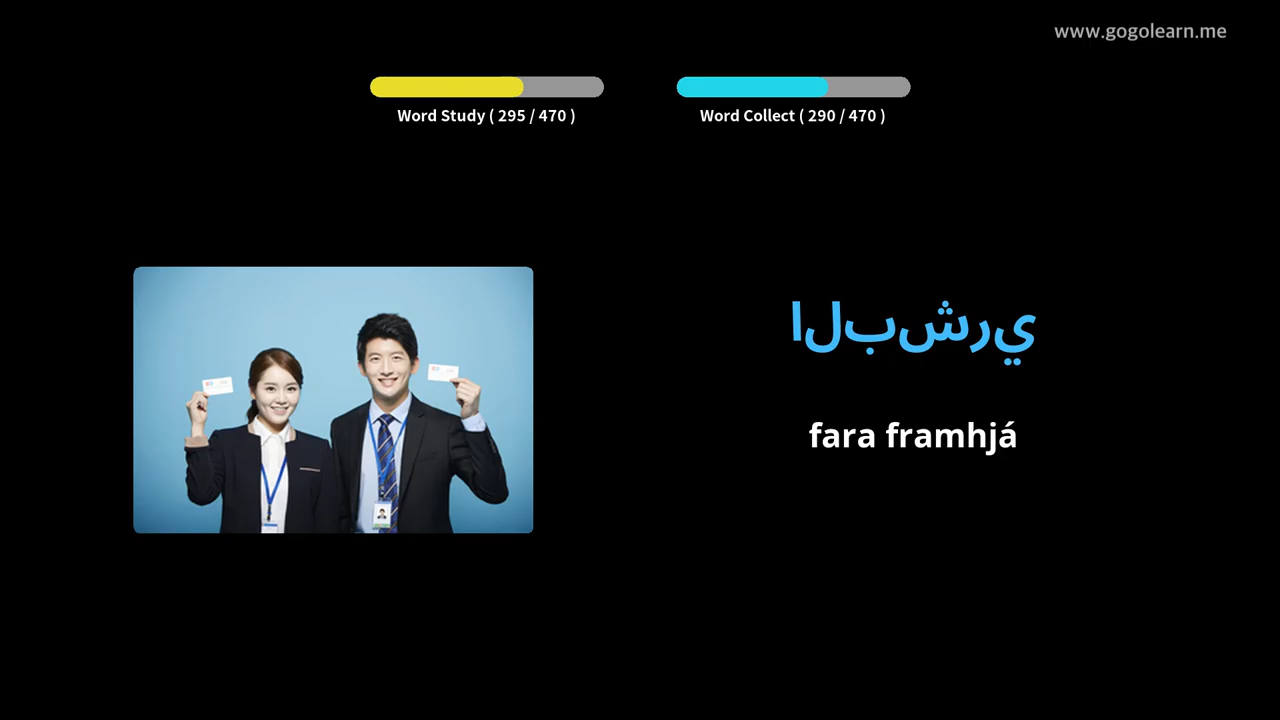 www.gogolearn.me
Word Study ( 295 / 470 )
Word Collect ( 290 / 470 )
البشري
fara framhjá